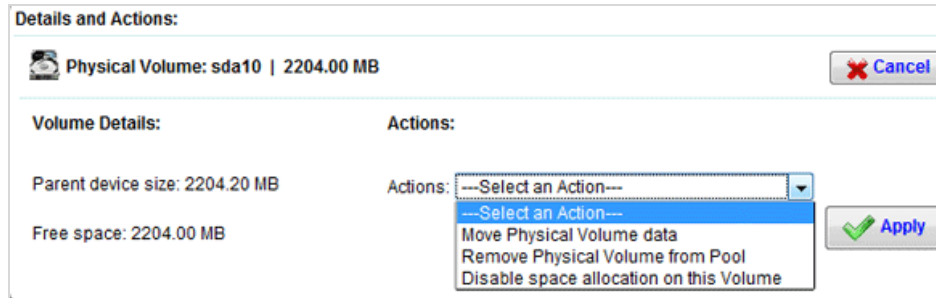 Details and Actions:
Physical Volume: sda10 | 2204.00 MB
Cancel
Volume Details:
Actions:
Parent device size: 2204.20 MB
Actions: ---Select an Action---
---Select an Action---
Move Physical Volume data
Remove Physical Volume from Pool
Disable space allocation on this Volume
Free space: 2204.00 MB
Apply